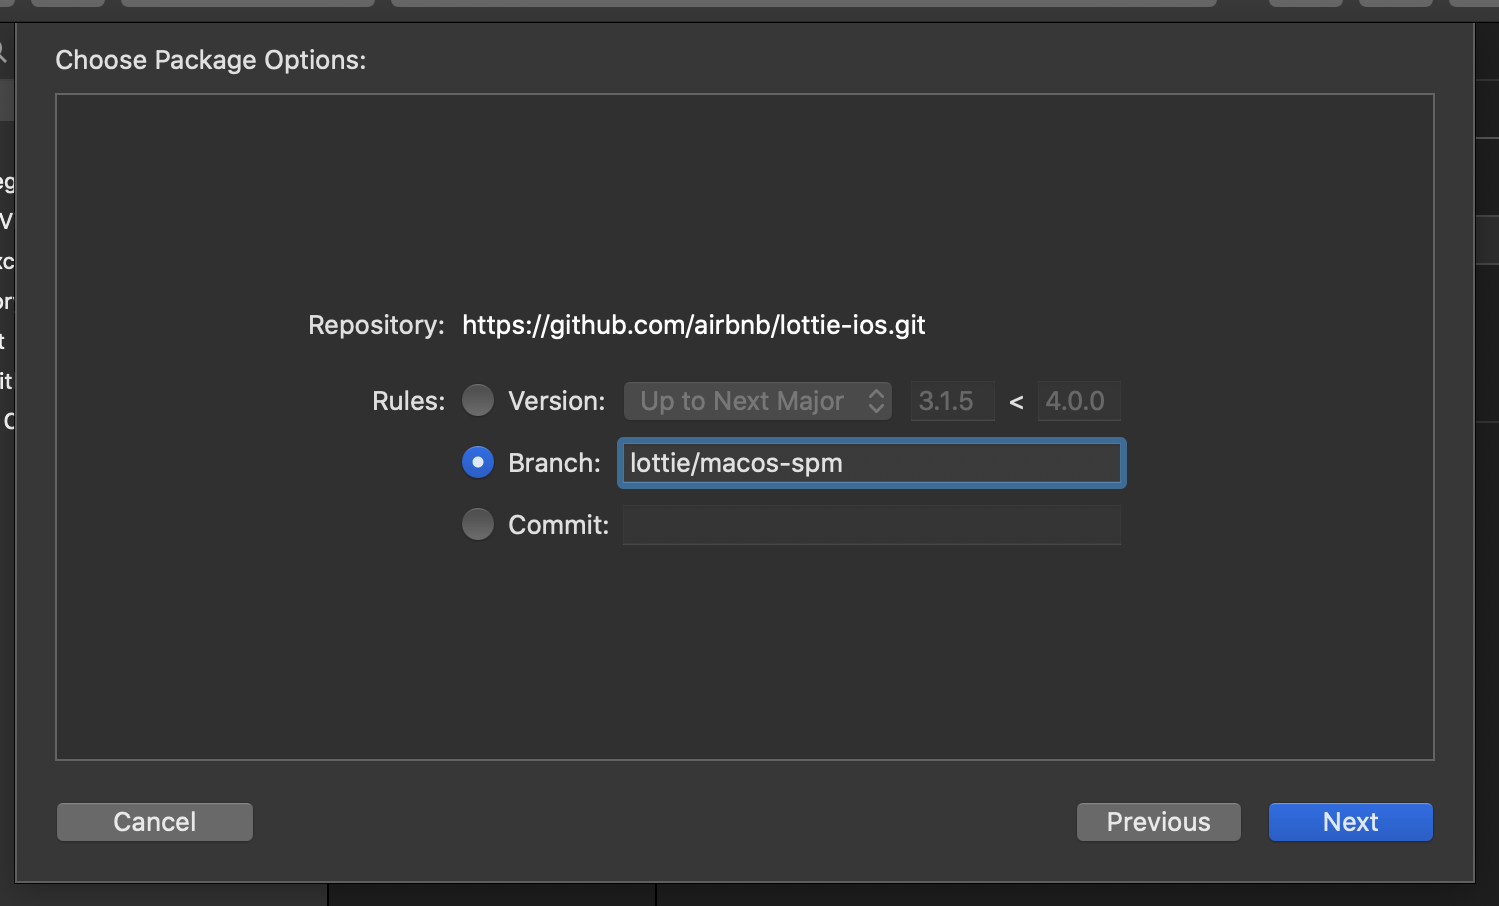 Choose Package Options:
Repository: https://github.com/airbnb/lottie-ios.git
Rules: Version: Up to Next Major 3.1.5 < 4.0.0
Branch: lottie/macos-spm
Commit:
Cancel Previous Next